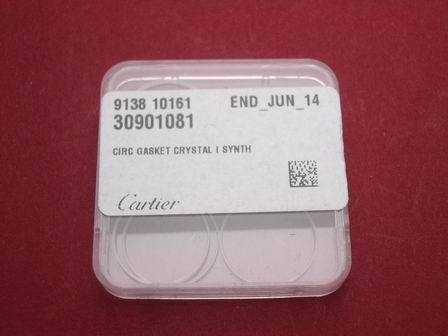 9138 10161 END_JUN_14
30901081
CIRC GASKET CRYSTAL I SYNTH
Cartier